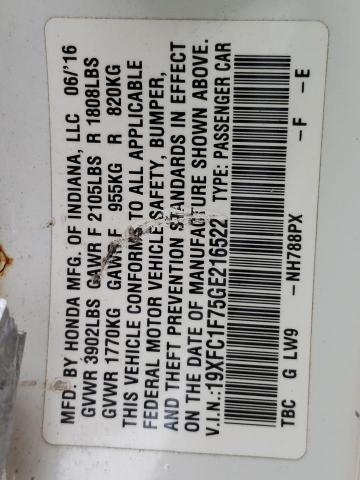 MFD. BY HONDA MFG. OF INDIANA, LLC 06/'16
GVWR 3902LBS GAWR F 2105LBS R 1808LBS
GVWR 1770KG GAWR F 955KG R 820KG
THIS VEHICLE CONFORMS TO ALL APPLICABLE
FEDERAL MOTOR VEHICLE SAFETY, BUMPER,
AND THEFT PREVENTION STANDARDS IN EFFECT
ON THE DATE OF MANUFACTURE SHOWN ABOVE.
V.I.N.:19XFC1F75GE216522 TYPE: PASSENGER CAR
TBC G LW9 -NH788PX -F -E